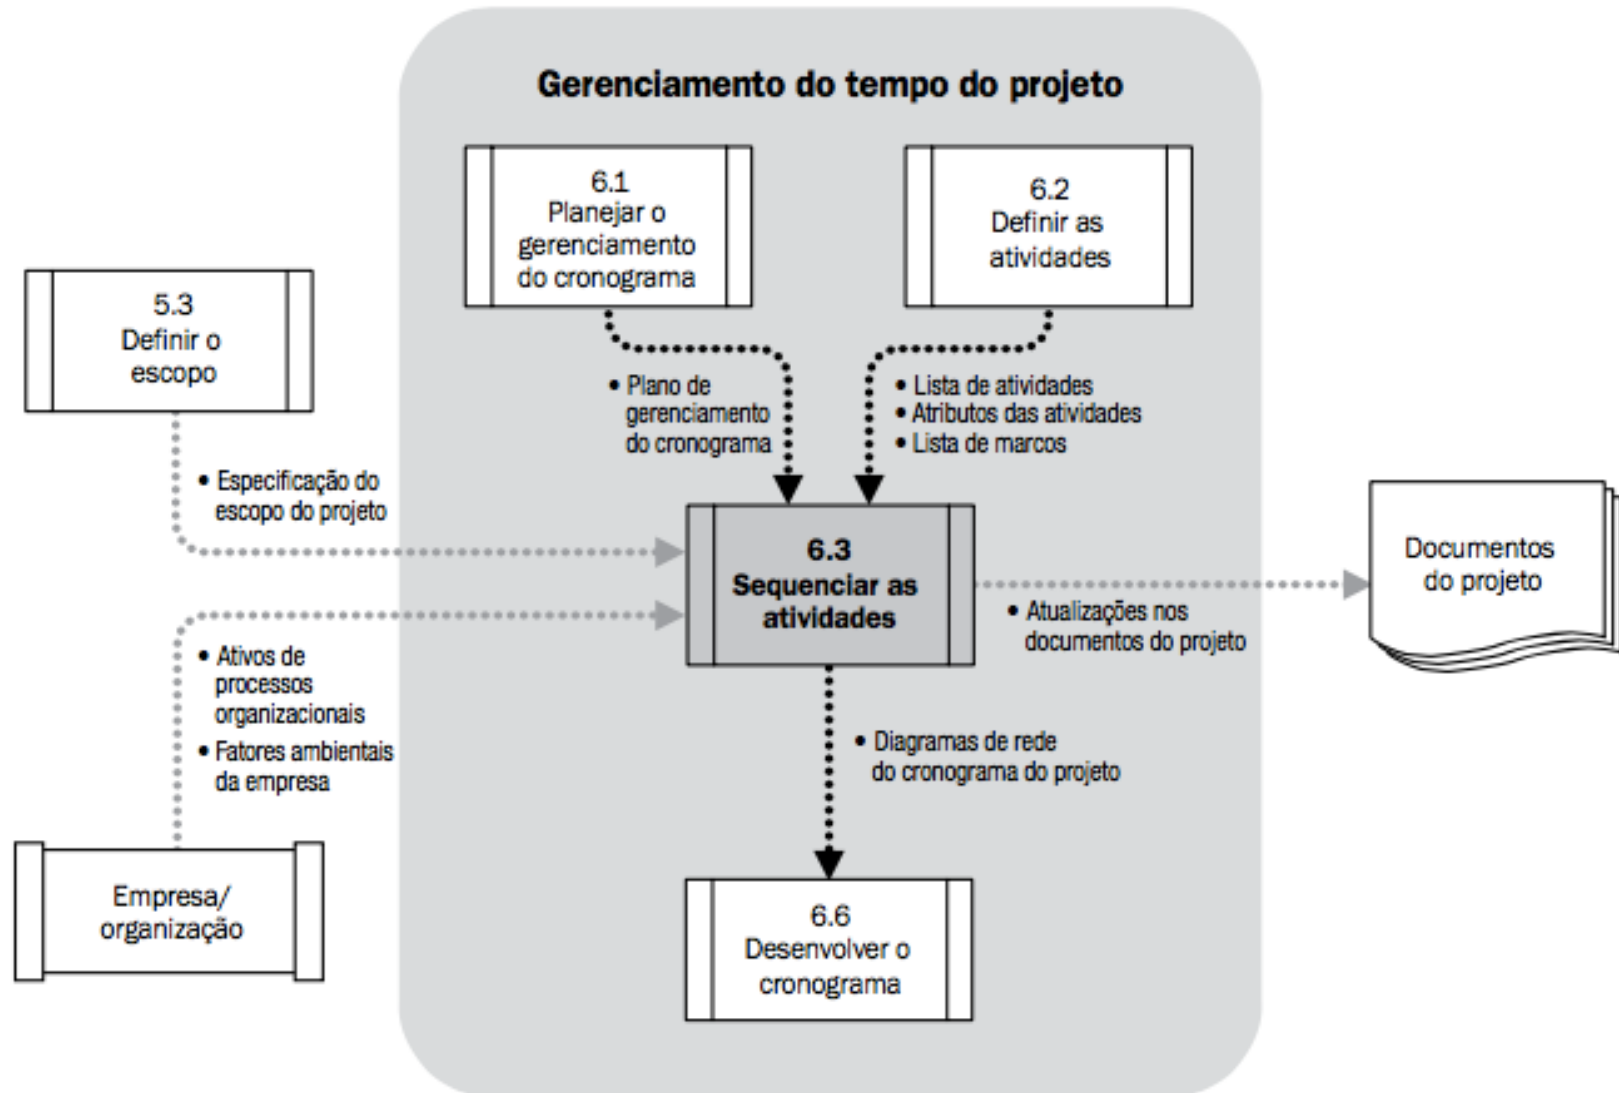 Gerenciamento do tempo do projeto
6.1
Planejar o
gerenciamento
do cronograma
6.2
Definir as
atividades
5.3
Definir o
escopo
• Plano de
gerenciamento
do cronograma
• Lista de atividades
• Atributos das atividades
• Lista de marcos
• Especificação do
escopo do projeto
6.3
Sequenciar as
atividades
Documentos
do projeto
• Atualizações nos
documentos do projeto
• Ativos de
processos
organizacionais
• Fatores ambientais
da empresa
• Diagramas de rede
do cronograma do projeto
Empresa/
organização
6.6
Desenvolver o
cronograma